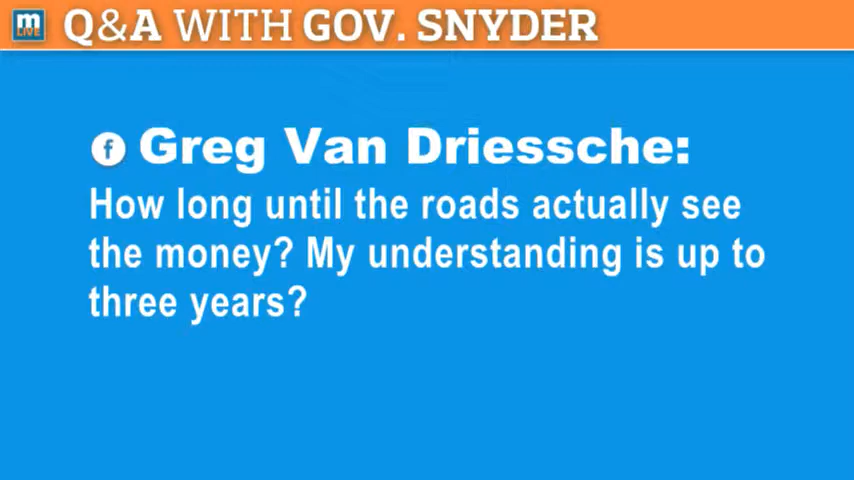 m
LIVE
Q&A WITH GOV. SNYDER
f Greg Van Driessche:
How long until the roads actually see
the money? My understanding is up to
three years?